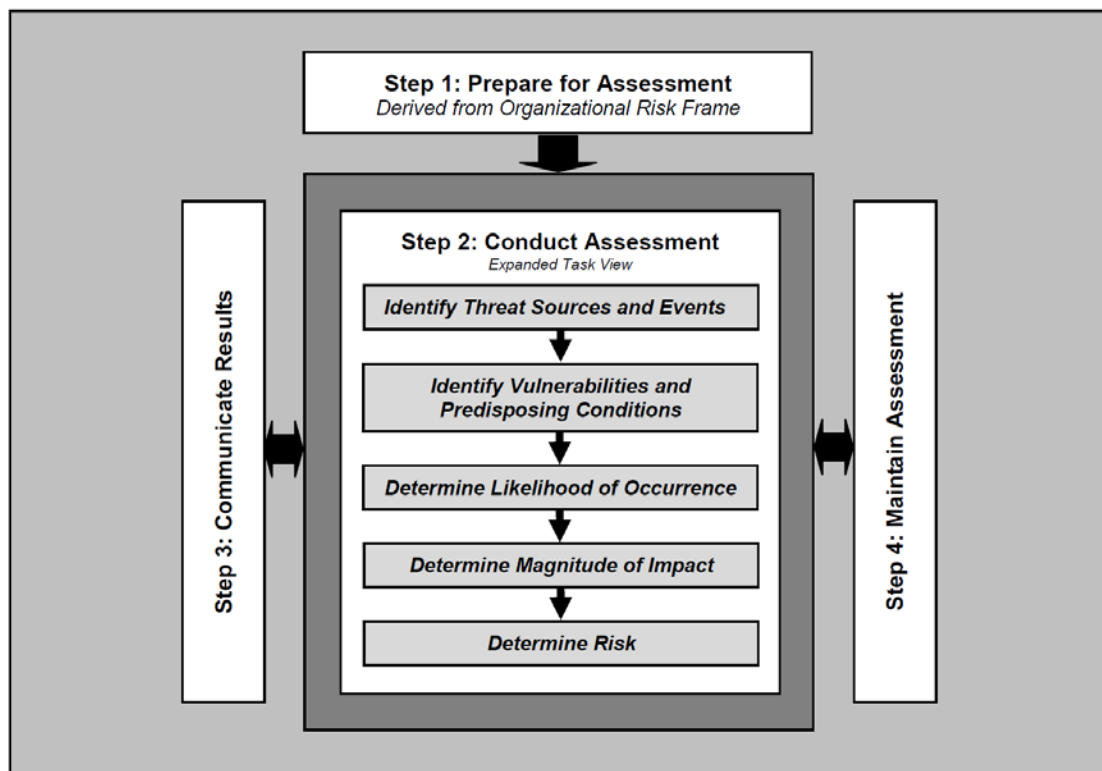 Step 1: Prepare for Assessment
Derived from Organizational Risk Frame
Step 2: Conduct Assessment
Expanded Task View
Identify Threat Sources and Events
Identify Vulnerabilities and
Predisposing Conditions
Determine Likelihood of Occurrence
Determine Magnitude of Impact
Determine Risk
Step 3: Communicate Results
Step 4: Maintain Assessment